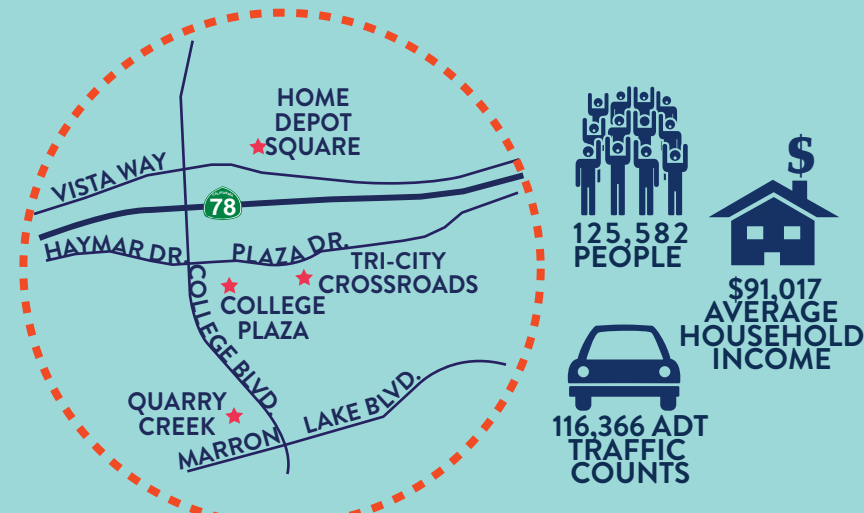 HOME
DEPOT
SQUARE
VISTA WAY
CALIFORNIA
78
HAYMAR DR.
PLAZA DR.
TRI-CITY
CROSSROADS
COLLEGE
PLAZA
COLLEGE BLVD.
QUARRY
CREEK
MARRON
LAKE BLVD.
125,582
PEOPLE
$
$91,017
AVERAGE
HOUSEHOLD
INCOME
116,366 ADT
TRAFFIC
COUNTS